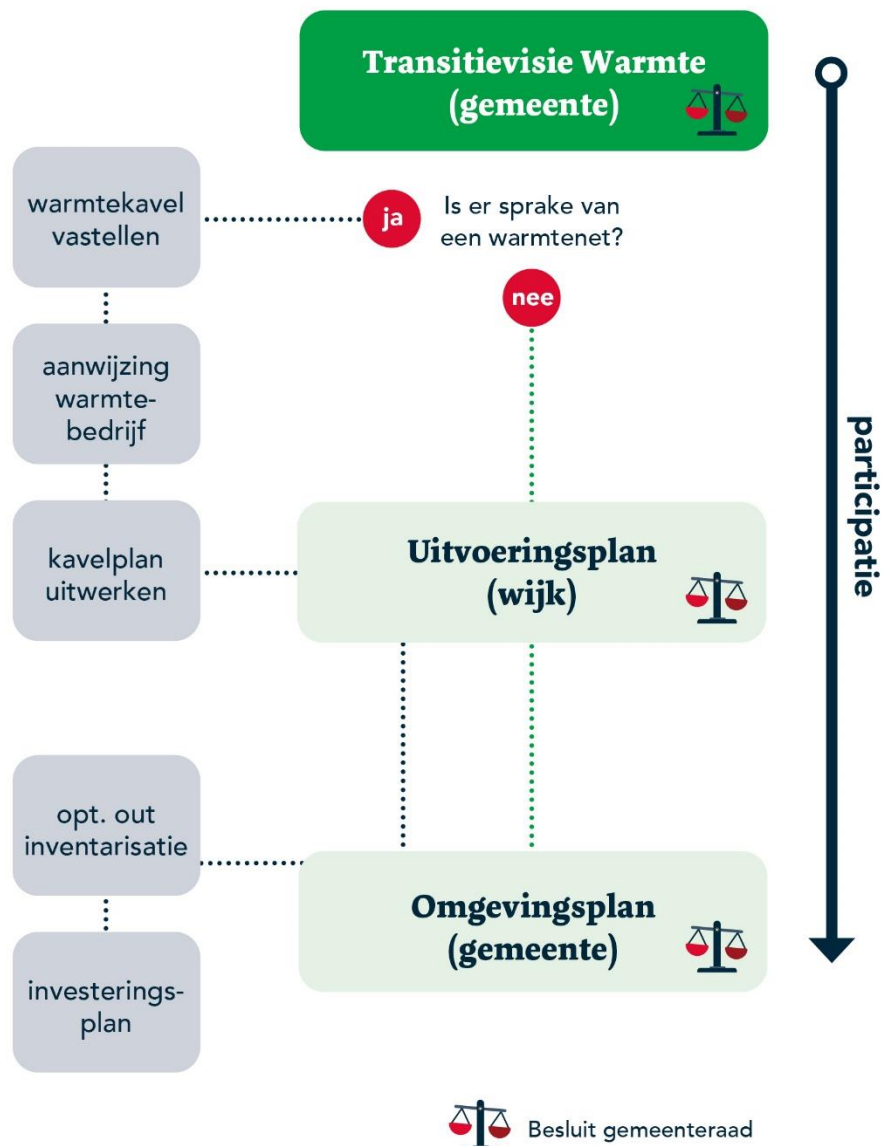 Transitievisie Warmte
(gemeente)
warmtekavel
vastellen
ja
Is er sprake van
een warmtenet?
nee
aanwijzing
warmte-
bedrijf
kavelplan
uitwerken
Uitvoeringsplan
(wijk)
participatie
opt. out
inventarisatie
Omgevingsplan
(gemeente)
investerings-
plan
Besluit gemeenteraad